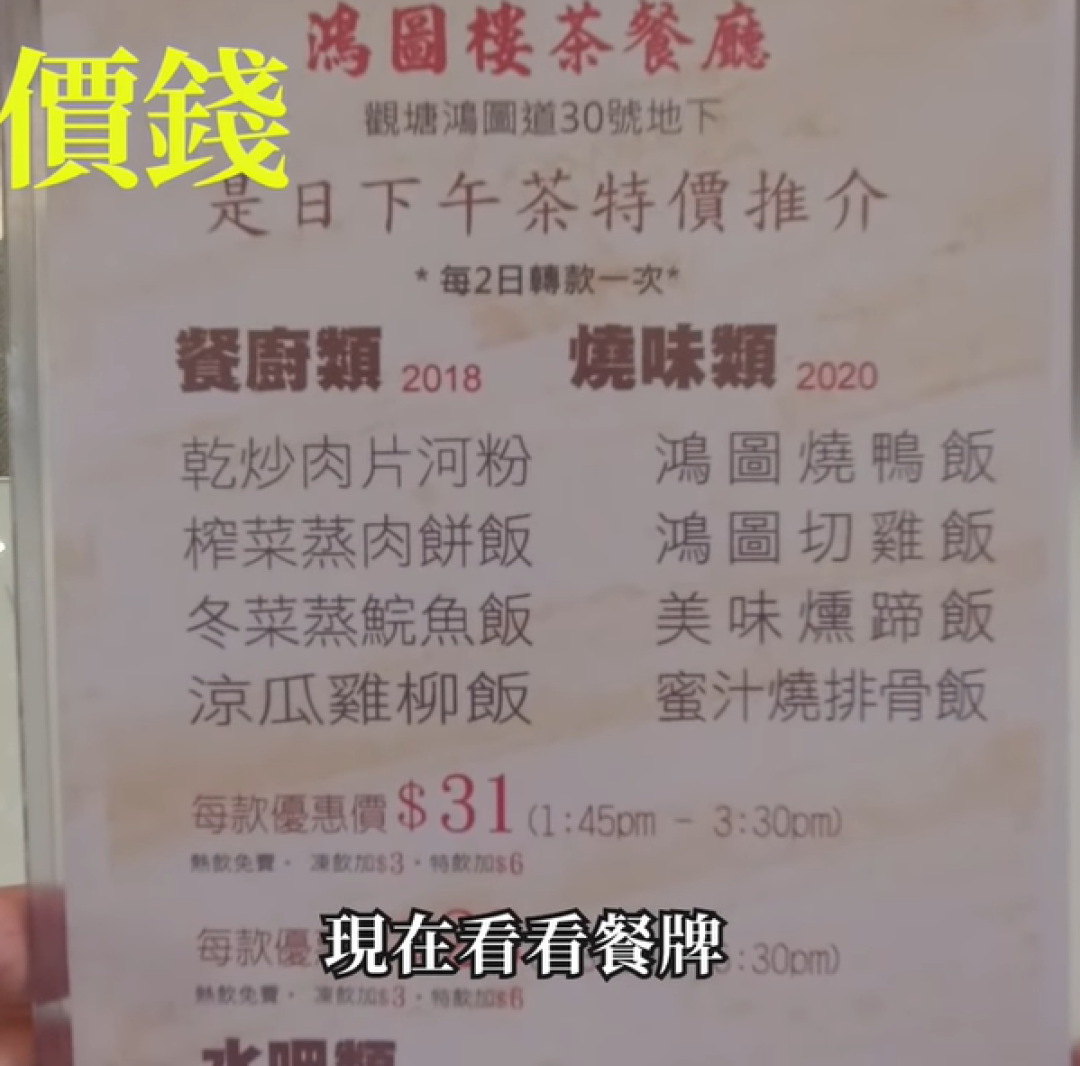 鴻圖樓茶餐廳
價錢
觀塘鴻圖道30號地下
是日下午茶特價推介
*每2日轉款一次*
餐廚類 2018 燒味類 2020
乾炒肉片河粉 鴻圖燒鴨飯
榨菜蒸肉餅飯 鴻圖切雞飯
冬菜蒸鯇魚飯 美味燻蹄飯
涼瓜雞柳飯 蜜汁燒排骨飯
每款優惠價$31(1:45pm - 3:30pm)
熱飲免費。 凍飲加$3。特飲加$6
每款優 :30pm)
現在看看餐牌
熱飲免費。 凍飲加$3。特飲加$6
水吧類